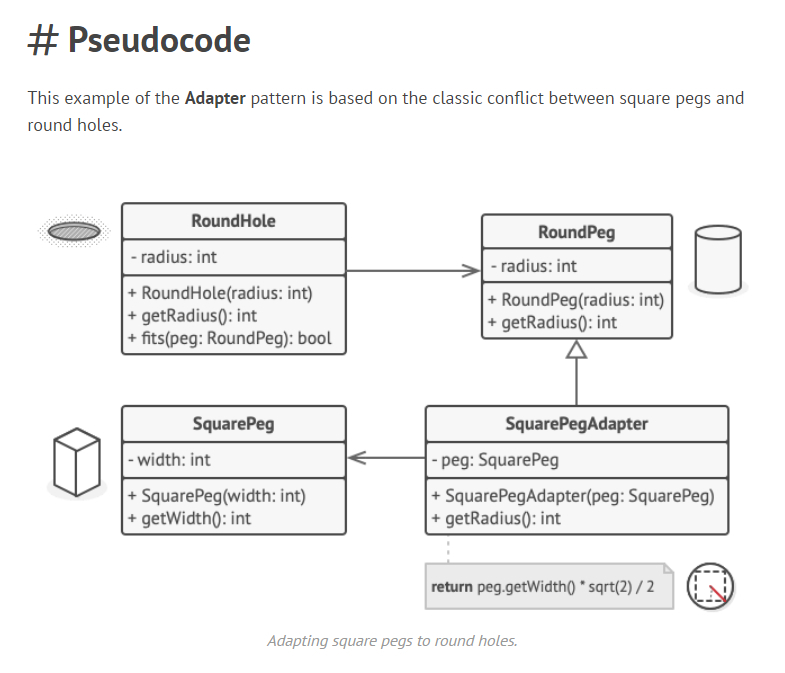 # Pseudocode
This example of the Adapter pattern is based on the classic conflict between square pegs and
round holes.
RoundHole
- radius: int
+ RoundHole(radius: int)
+ getRadius(): int
+ fits(peg: RoundPeg): bool
RoundPeg
- radius: int
+ RoundPeg(radius: int)
+ getRadius(): int
SquarePeg
- width: int
+ SquarePeg(width: int)
+ getWidth(): int
SquarePegAdapter
- peg: SquarePeg
+ SquarePegAdapter(peg: SquarePeg)
+ getRadius(): int
return peg.getWidth() * sqrt(2) / 2
Adapting square pegs to round holes.